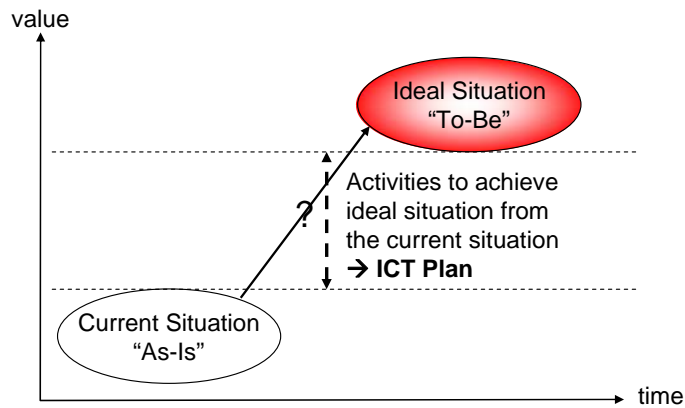 value
Ideal Situation
“To-Be”
Activities to achieve
ideal situation from
the current situation
→ ICT Plan
?
Current Situation
“As-Is”
time